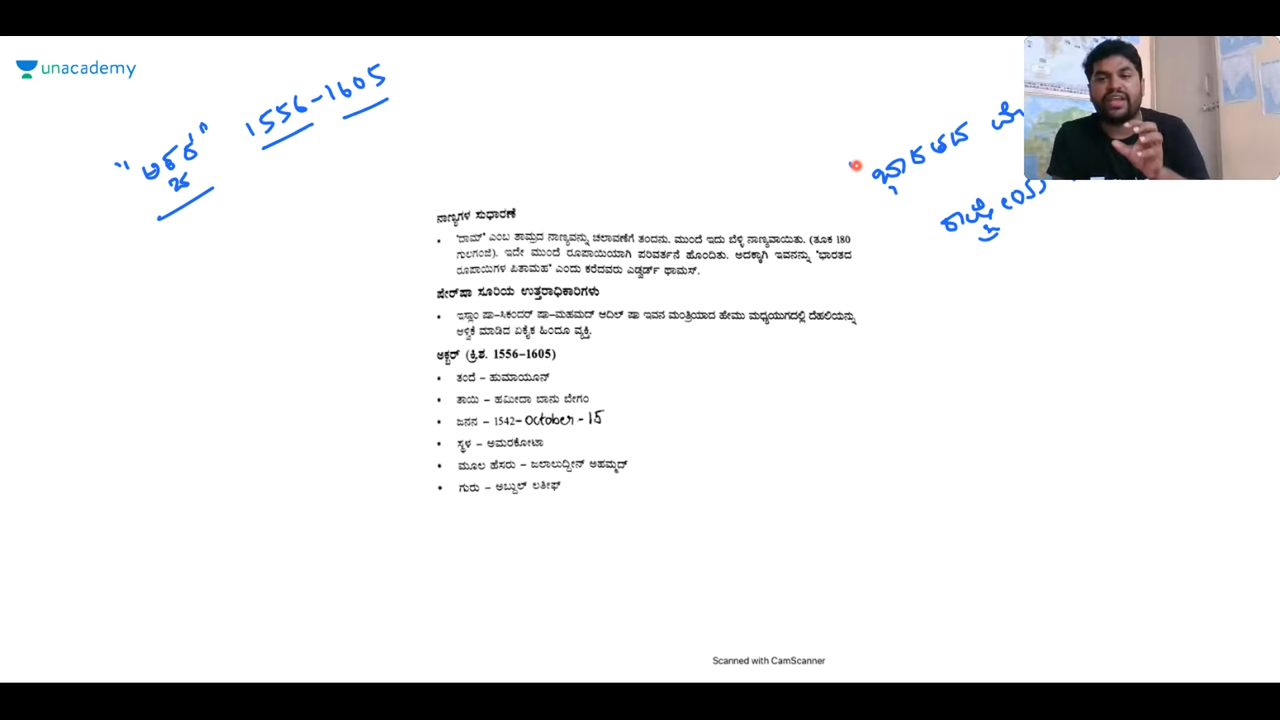 unacademy
"ಅಕ್ಬರ" 1556-1605
"ಭಾರತದ
ನಾಣ್ಯಗಳ ಸುಧಾರಣೆ
• 'ದಾಮ್' ಎಂಬ ತಾಮ್ರದ ನಾಣ್ಯವನ್ನು ಚಲಾವಣೆಗೆ ತಂದನು. ಮುಂದೆ ಇದು ಬೆಳ್ಳಿ ನಾಣ್ಯವಾಯಿತು. (ತೂಕ 180
ಗುಲಗಂಜಿ). ಇದೇ ಮುಂದೆ ರೂಪಾಯಿಯಾಗಿ ಪರಿವರ್ತನೆ ಹೊಂದಿತು. ಅದಕ್ಕಾಗಿ ಇವನನ್ನು 'ಭಾರತದ
ರೂಪಾಯಿಗಳ ಪಿತಾಮಹ' ಎಂದು ಕರೆದವರು ಎಡ್ವರ್ಡ್ ಥಾಮಸ್.
ಷೇರ್‌ಷಾ ಸೂರಿಯ ಉತ್ತರಾಧಿಕಾರಿಗಳು
• ಇಸ್ಲಾಂ ಷಾ–ಸಿಕಂದರ್ ಷಾ–ಮಹಮದ್ ಆದಿಲ್ ಷಾ ಇವನ ಮಂತ್ರಿಯಾದ ಹೇಮು ಮಧ್ಯಯುಗದಲ್ಲಿ ದೆಹಲಿಯನ್ನು
ಆಳ್ವಿಕೆ ಮಾಡಿದ ಏಕೈಕ ಹಿಂದೂ ವ್ಯಕ್ತಿ.
ಅಕ್ಬರ್ (ಕ್ರಿ.ಶ. 1556–1605)
• ತಂದೆ – ಹುಮಾಯೂನ್
• ತಾಯಿ – ಹಮೀದಾ ಬಾನು ಬೇಗಂ
• ಜನನ – 1542– October - 15
• ಸ್ಥಳ – ಅಮರಕೋಟಾ
• ಮೂಲ ಹೆಸರು – ಜಲಾಲುದ್ದೀನ್ ಅಹಮ್ಮದ್
• ಗುರು – ಅಬ್ದುಲ್ ಲತೀಫ್
Scanned with CamScanner